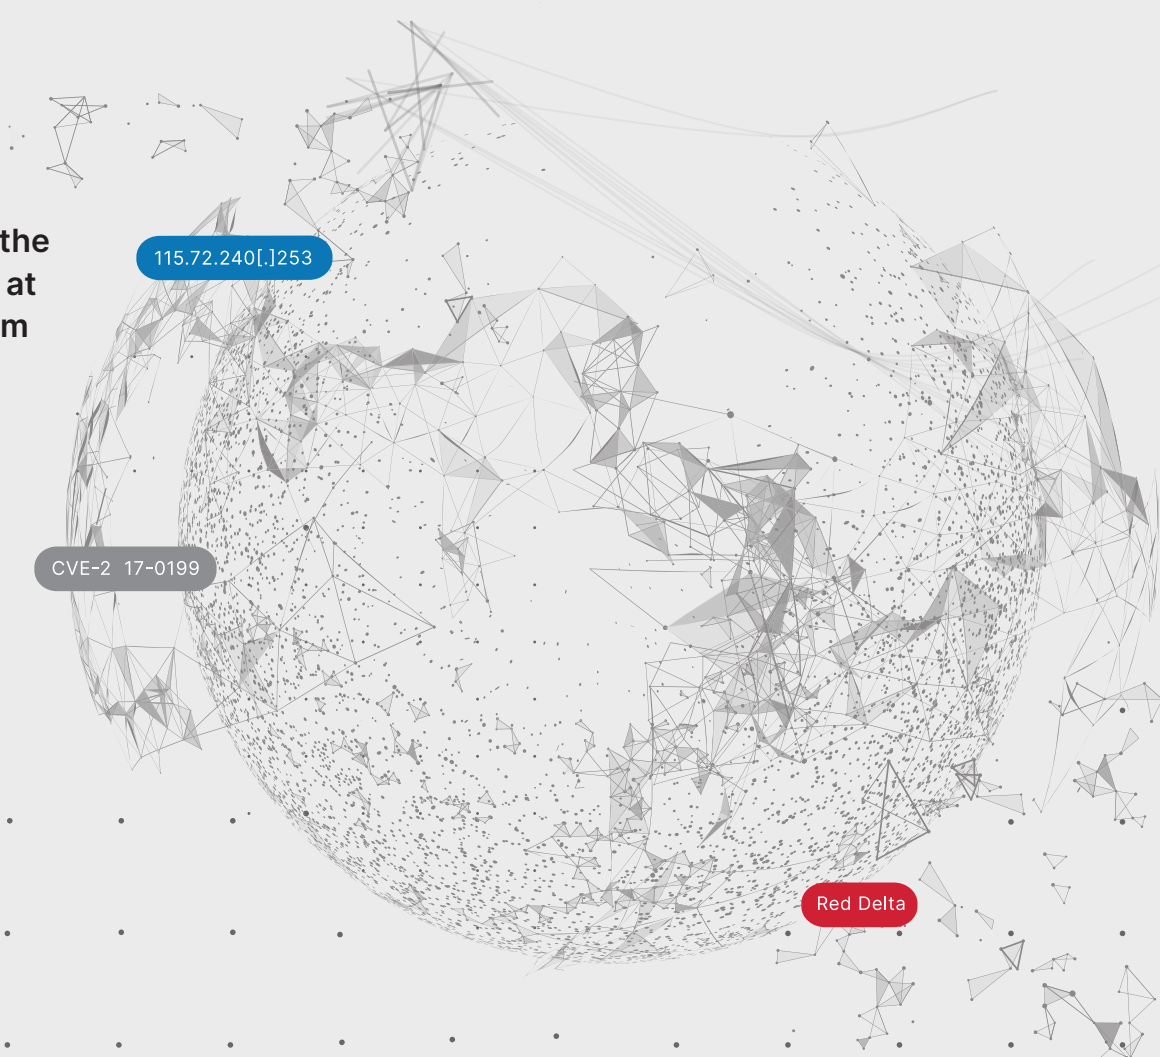 the
at
m
115.72.240[.]253
CVE-2  17-0199
Red Delta